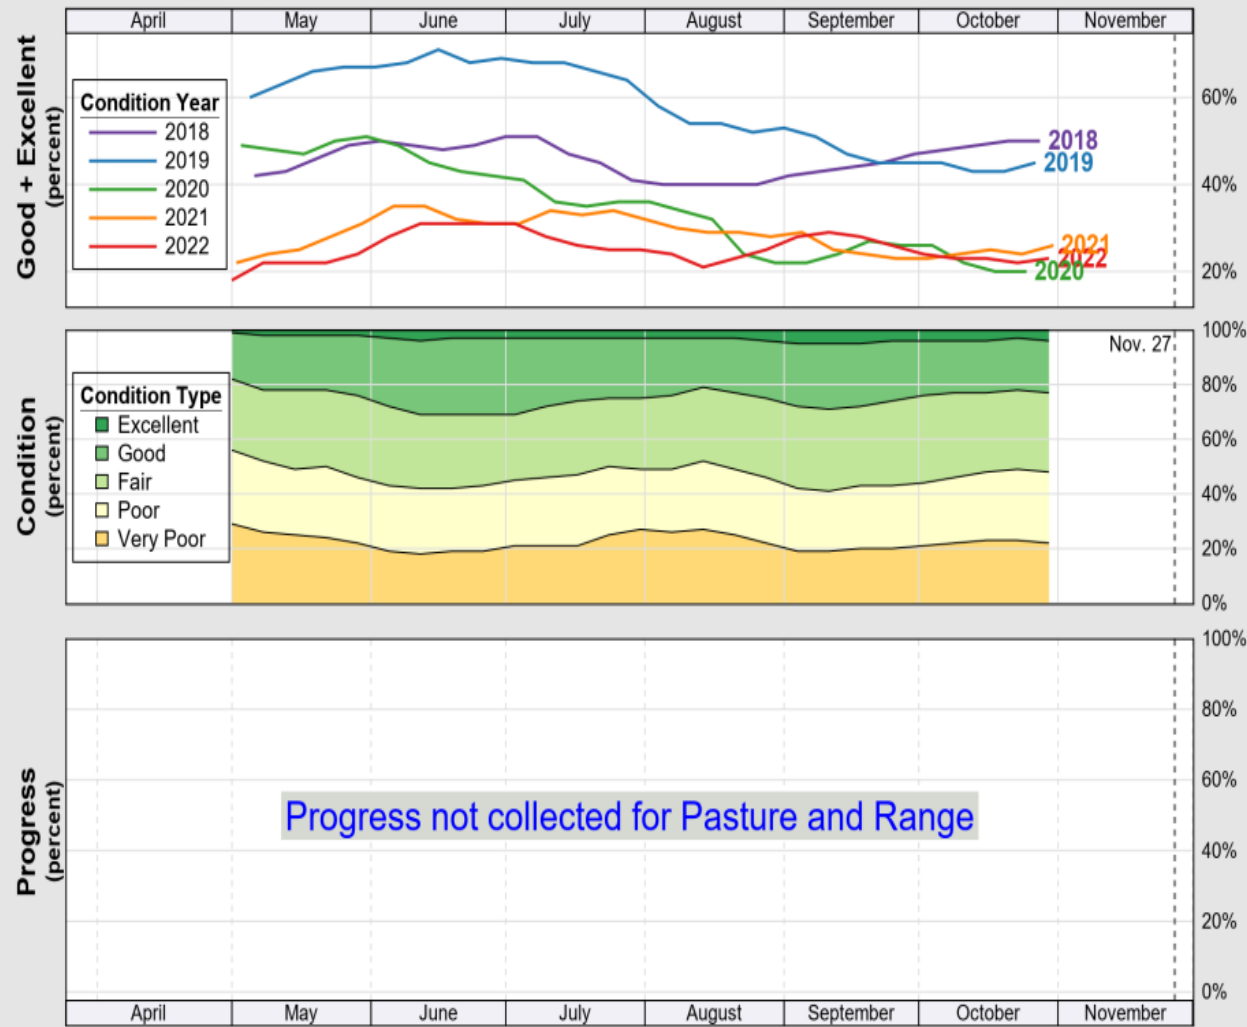 April May June July August September October November
Good + Excellent
(percent)
Condition Year
2018
2019
2020
2021
2022
60%
40%
20%
2018
2019
2021
2022
2020
Condition
(percent)
Condition Type
Excellent
Good
Fair
Poor
Very Poor
Nov. 27
100%
80%
60%
40%
20%
0%
Progress
(percent)
Progress not collected for Pasture and Range
100%
80%
60%
40%
20%
0%
April May June July August September October November